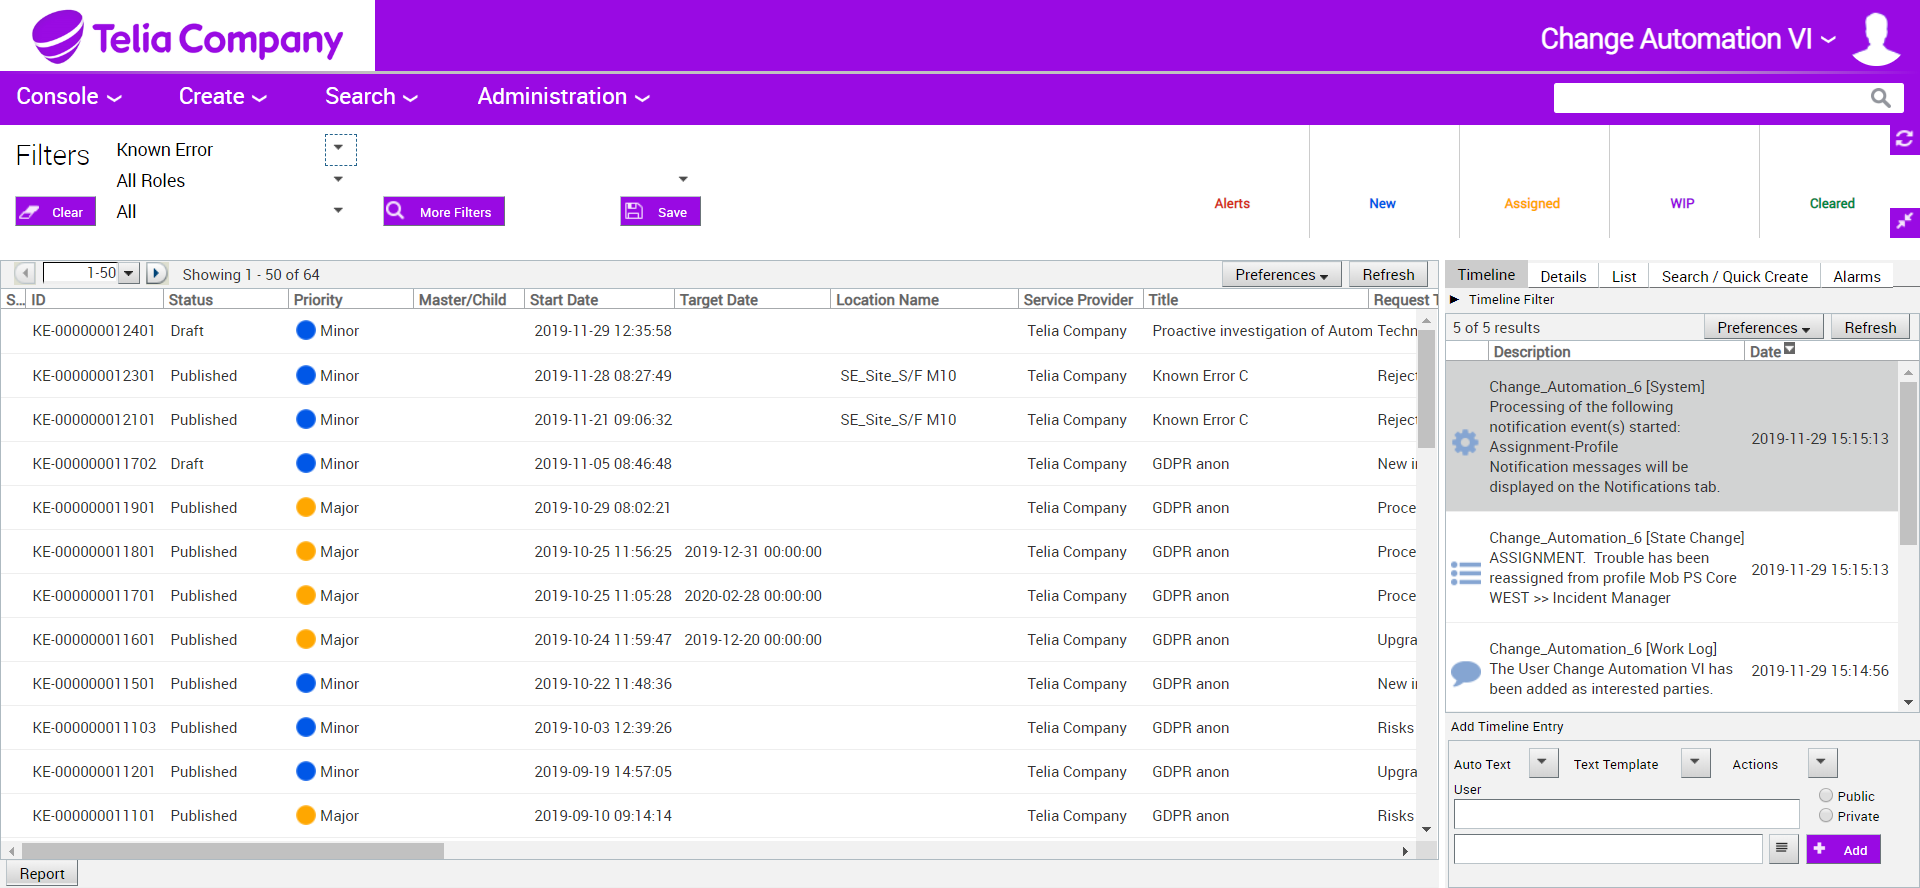 Telia Company
Change Automation VI
Console
Create
Search
Administration
Filters
Known Error
All Roles
All
Clear
More Filters
Save
Alerts
New
Assigned
WIP
Cleared
1-50
Showing 1 - 50 of 64
Preferences
Refresh
S... ID Status Priority Master/Child Start Date Target Date Location Name Service Provider Title Request T
KE-000000012401 Draft Minor 2019-11-29 12:35:58 Telia Company Proactive investigation of Autom Techn
KE-000000012301 Published Minor 2019-11-28 08:27:49 SE_Site_S/F M10 Telia Company Known Error C Reject
KE-000000012101 Published Minor 2019-11-21 09:06:32 SE_Site_S/F M10 Telia Company Known Error C Reject
KE-000000011702 Draft Minor 2019-11-05 08:46:48 Telia Company GDPR anon New i
KE-000000011901 Published Major 2019-10-29 08:02:21 Telia Company GDPR anon Proce
KE-000000011801 Published Major 2019-10-25 11:56:25 2019-12-31 00:00:00 Telia Company GDPR anon Proce
KE-000000011701 Published Major 2019-10-25 11:05:28 2020-02-28 00:00:00 Telia Company GDPR anon Proce
KE-000000011601 Published Major 2019-10-24 11:59:47 2019-12-20 00:00:00 Telia Company GDPR anon Upgra
KE-000000011501 Published Minor 2019-10-22 11:48:36 Telia Company GDPR anon New i
KE-000000011103 Published Minor 2019-10-03 12:39:26 Telia Company GDPR anon Risks
KE-000000011201 Published Minor 2019-09-19 14:57:05 Telia Company GDPR anon Upgra
KE-000000011101 Published Major 2019-09-10 09:14:14 Telia Company GDPR anon Risks
Report
Timeline Details List Search / Quick Create Alarms
Timeline Filter
5 of 5 results
Preferences
Refresh
Description Date
Change_Automation_6 [System]
Processing of the following
notification event(s) started:
Assignment-Profile
Notification messages will be
displayed on the Notifications tab.
2019-11-29 15:15:13
Change_Automation_6 [State Change]
ASSIGNMENT. Trouble has been
reassigned from profile Mob PS Core
WEST >> Incident Manager
2019-11-29 15:15:13
Change_Automation_6 [Work Log]
The User Change Automation VI has
been added as interested parties.
2019-11-29 15:14:56
Add Timeline Entry
Auto Text
Text Template
Actions
User
Public
Private
Add